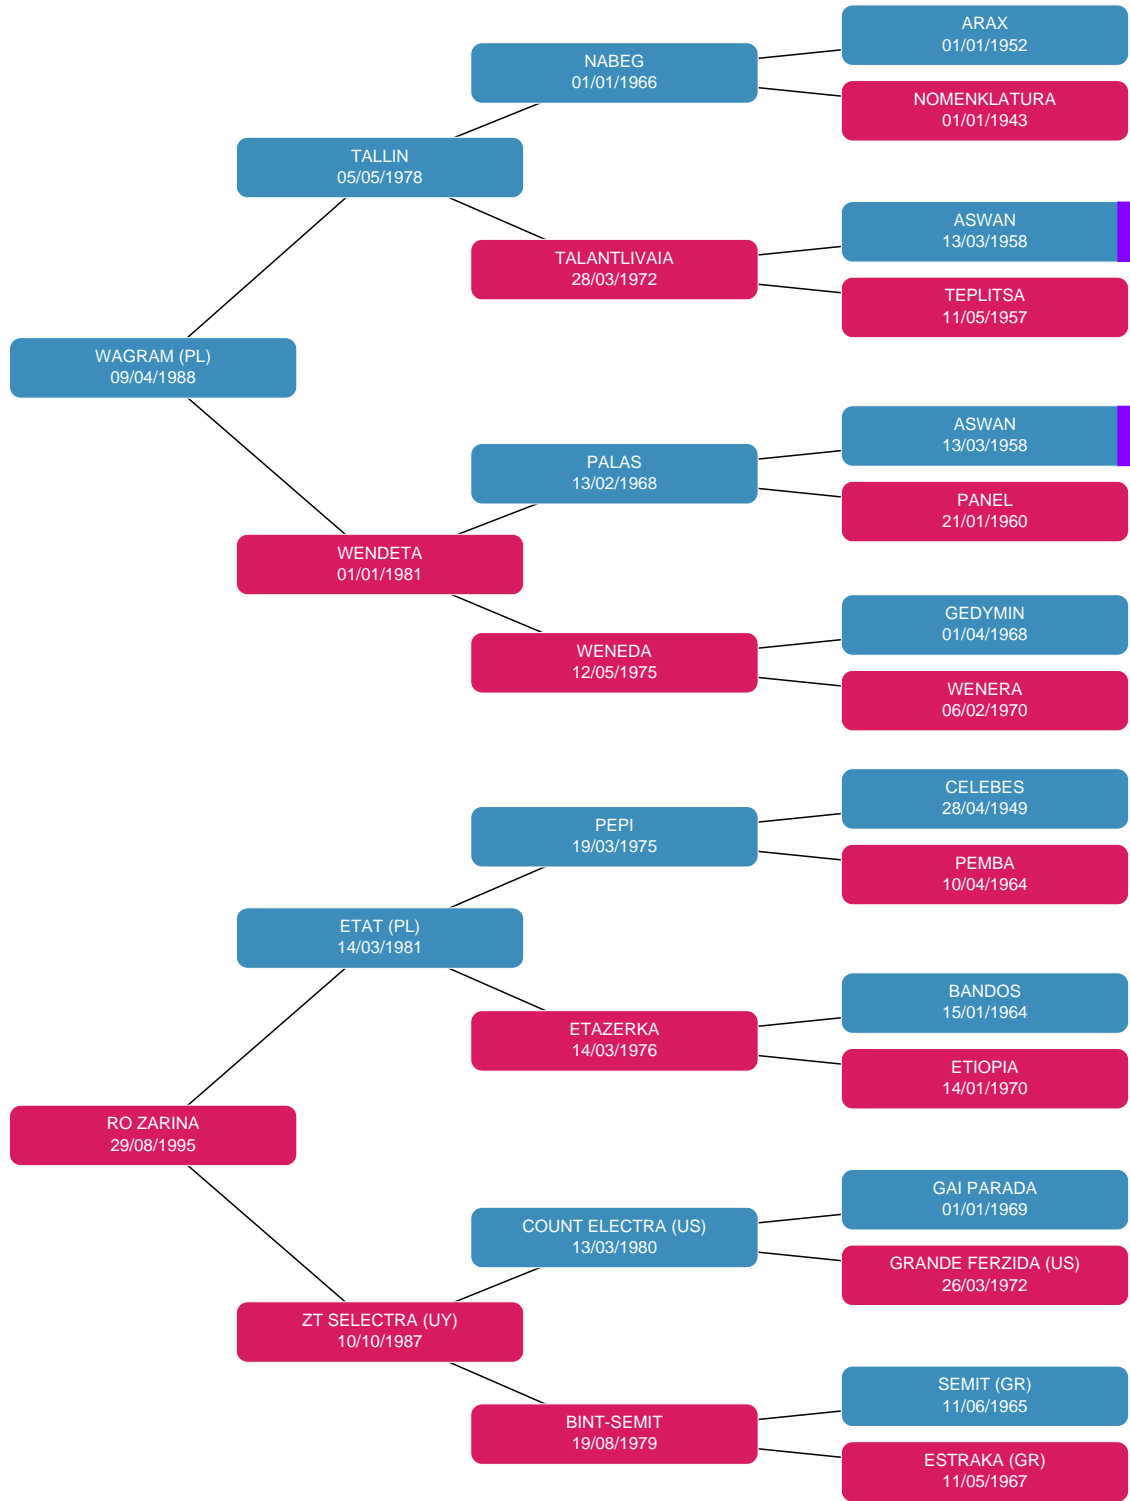 ARAX
01/01/1952
NABEG
01/01/1966
NOMENKLATURA
01/01/1943
TALLIN
05/05/1978
ASWAN
13/03/1958
TALANTLIVAIA
28/03/1972
TEPLITSA
11/05/1957
WAGRAM (PL)
09/04/1988
ASWAN
13/03/1958
PALAS
13/02/1968
PANEL
21/01/1960
WENDETA
01/01/1981
GEDYMIN
01/04/1968
WENEDA
12/05/1975
WENERA
06/02/1970
CELEBES
28/04/1949
PEPI
19/03/1975
PEMBA
10/04/1964
ETAT (PL)
14/03/1981
BANDOS
15/01/1964
ETAZERKA
14/03/1976
ETIOPIA
14/01/1970
RO ZARINA
29/08/1995
GAI PARADA
01/01/1969
COUNT ELECTRA (US)
13/03/1980
GRANDE FERZIDA (US)
26/03/1972
ZT SELECTRA (UY)
10/10/1987
SEMIT (GR)
11/06/1965
BINT-SEMIT
19/08/1979
ESTRAKA (GR)
11/05/1967